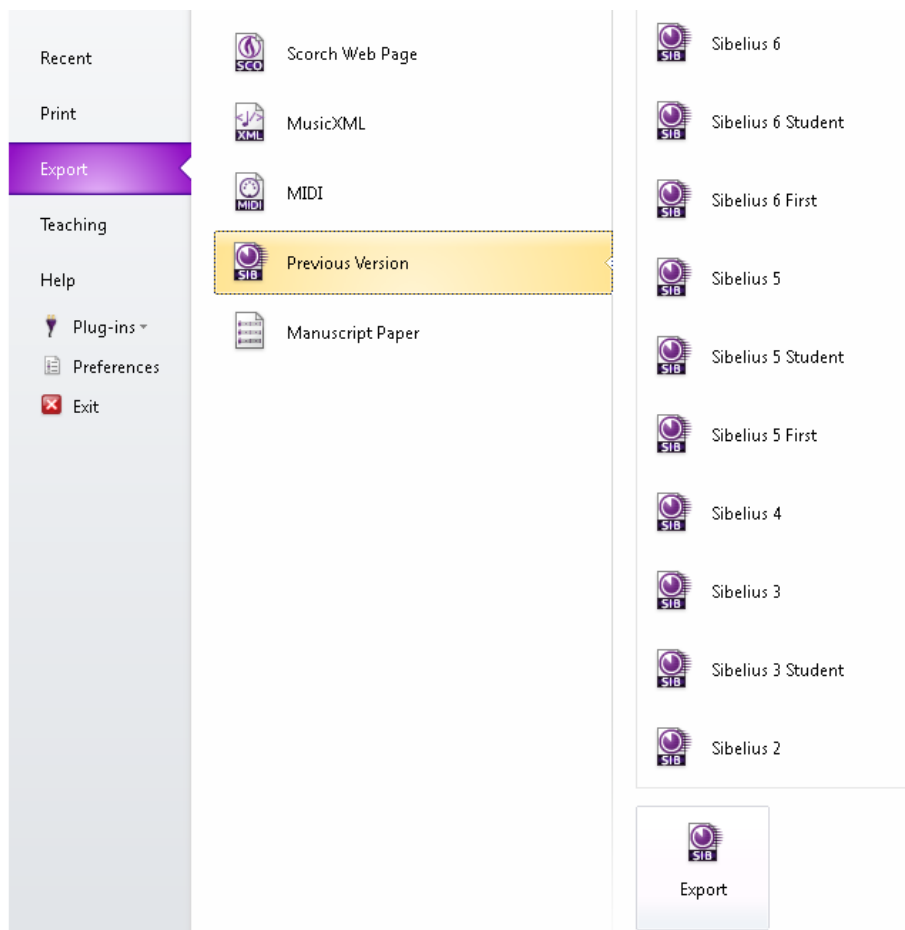 Recent
Print
Export
Teaching
Help
Plug-ins
Preferences
Exit
SCO
Scorch Web Page
XML
MusicXML
MIDI
MIDI
SIB
Previous Version
Manuscript Paper
SIB
Sibelius 6
SIB
Sibelius 6 Student
SIB
Sibelius 6 First
SIB
Sibelius 5
SIB
Sibelius 5 Student
SIB
Sibelius 5 First
SIB
Sibelius 4
SIB
Sibelius 3
SIB
Sibelius 3 Student
SIB
Sibelius 2
SIB
Export